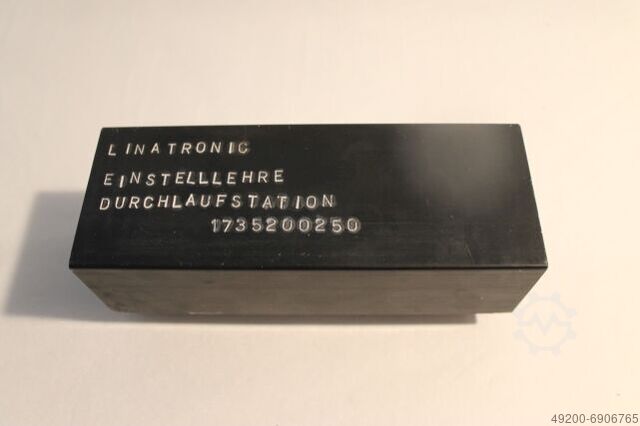 LINATRONIC
EINSTELLLEHRE
DURCHLAUFSTATION
1735200250
49200-6906765